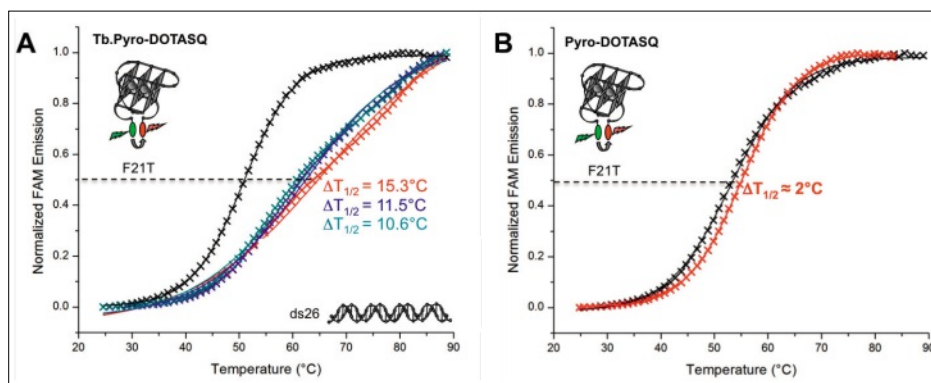 A
Tb.Pyro-DOTASQ
F21T
ΔT1/2 = 15.3°C
ΔT1/2 = 11.5°C
ΔT1/2 = 10.6°C
ds26
Normalized FAM Emission
1.0
0.8
0.6
0.4
0.2
0.0
20 30 40 50 60 70 80 90
Temperature (°C)
B
Pyro-DOTASQ
F21T
ΔT1/2 ≈ 2°C
Normalized FAM Emission
1.0
0.8
0.6
0.4
0.2
0.0
20 30 40 50 60 70 80 90
Temperature (°C)